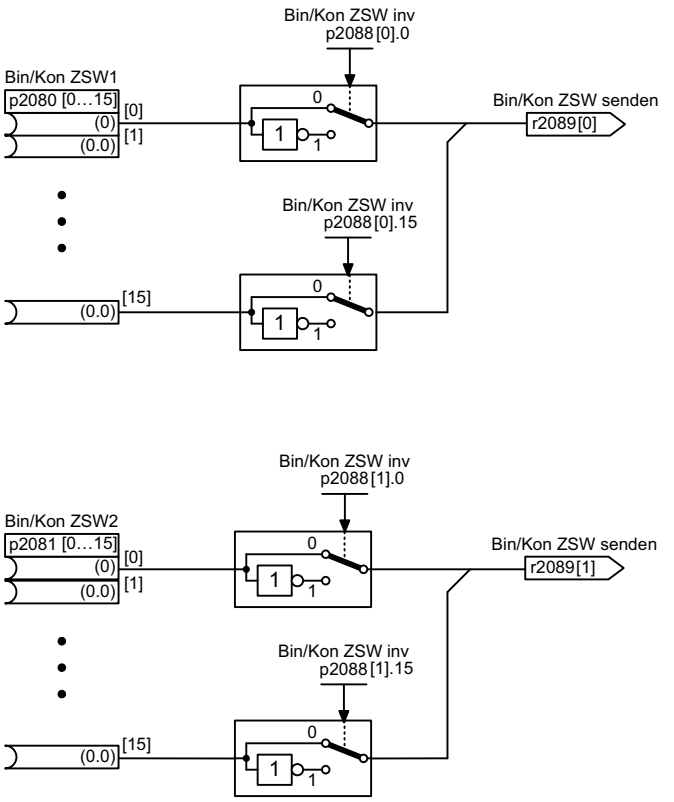 Bin/Kon ZSW inv
p2088[0].0
Bin/Kon ZSW1
p2080 [0…15]
(0)
[0]
(0.0)
[1]
0
1
1
Bin/Kon ZSW senden
r2089[0]
Bin/Kon ZSW inv
p2088[0].15
(0.0)
[15]
0
1
1
Bin/Kon ZSW inv
p2088[1].0
Bin/Kon ZSW2
p2081 [0…15]
(0)
[0]
(0.0)
[1]
0
1
1
Bin/Kon ZSW senden
r2089[1]
Bin/Kon ZSW inv
p2088[1].15
(0.0)
[15]
0
1
1